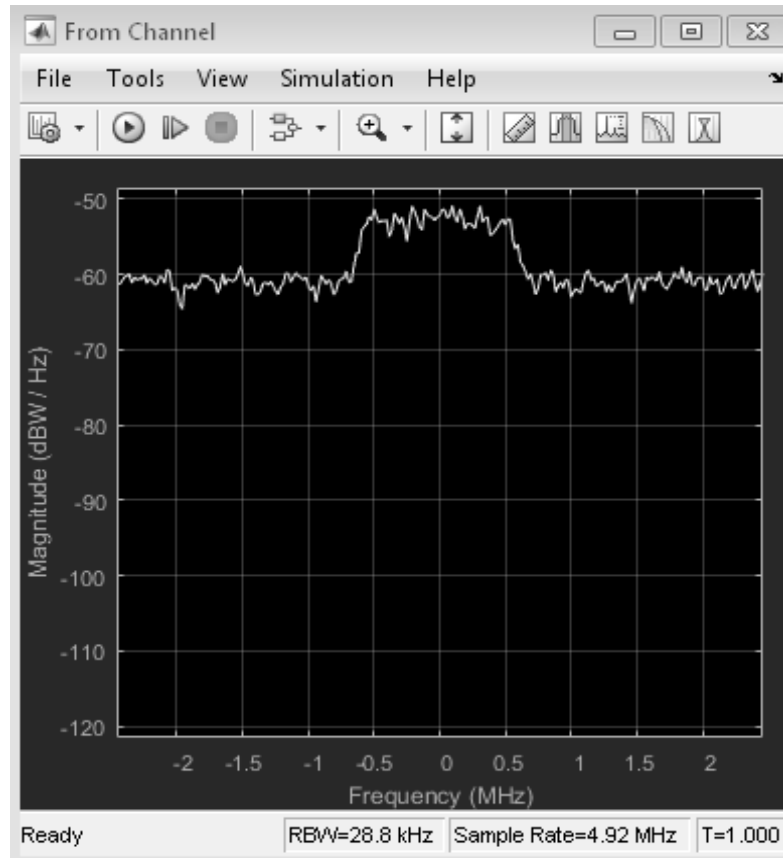 From Channel
File Tools View Simulation Help
-50
-60
-70
-80
-90
-100
-110
-120
Magnitude (dBW / Hz)
-2 -1.5 -1 -0.5 0 0.5 1 1.5 2
Frequency (MHz)
Ready RBW=28.8 kHz Sample Rate=4.92 MHz T=1.000